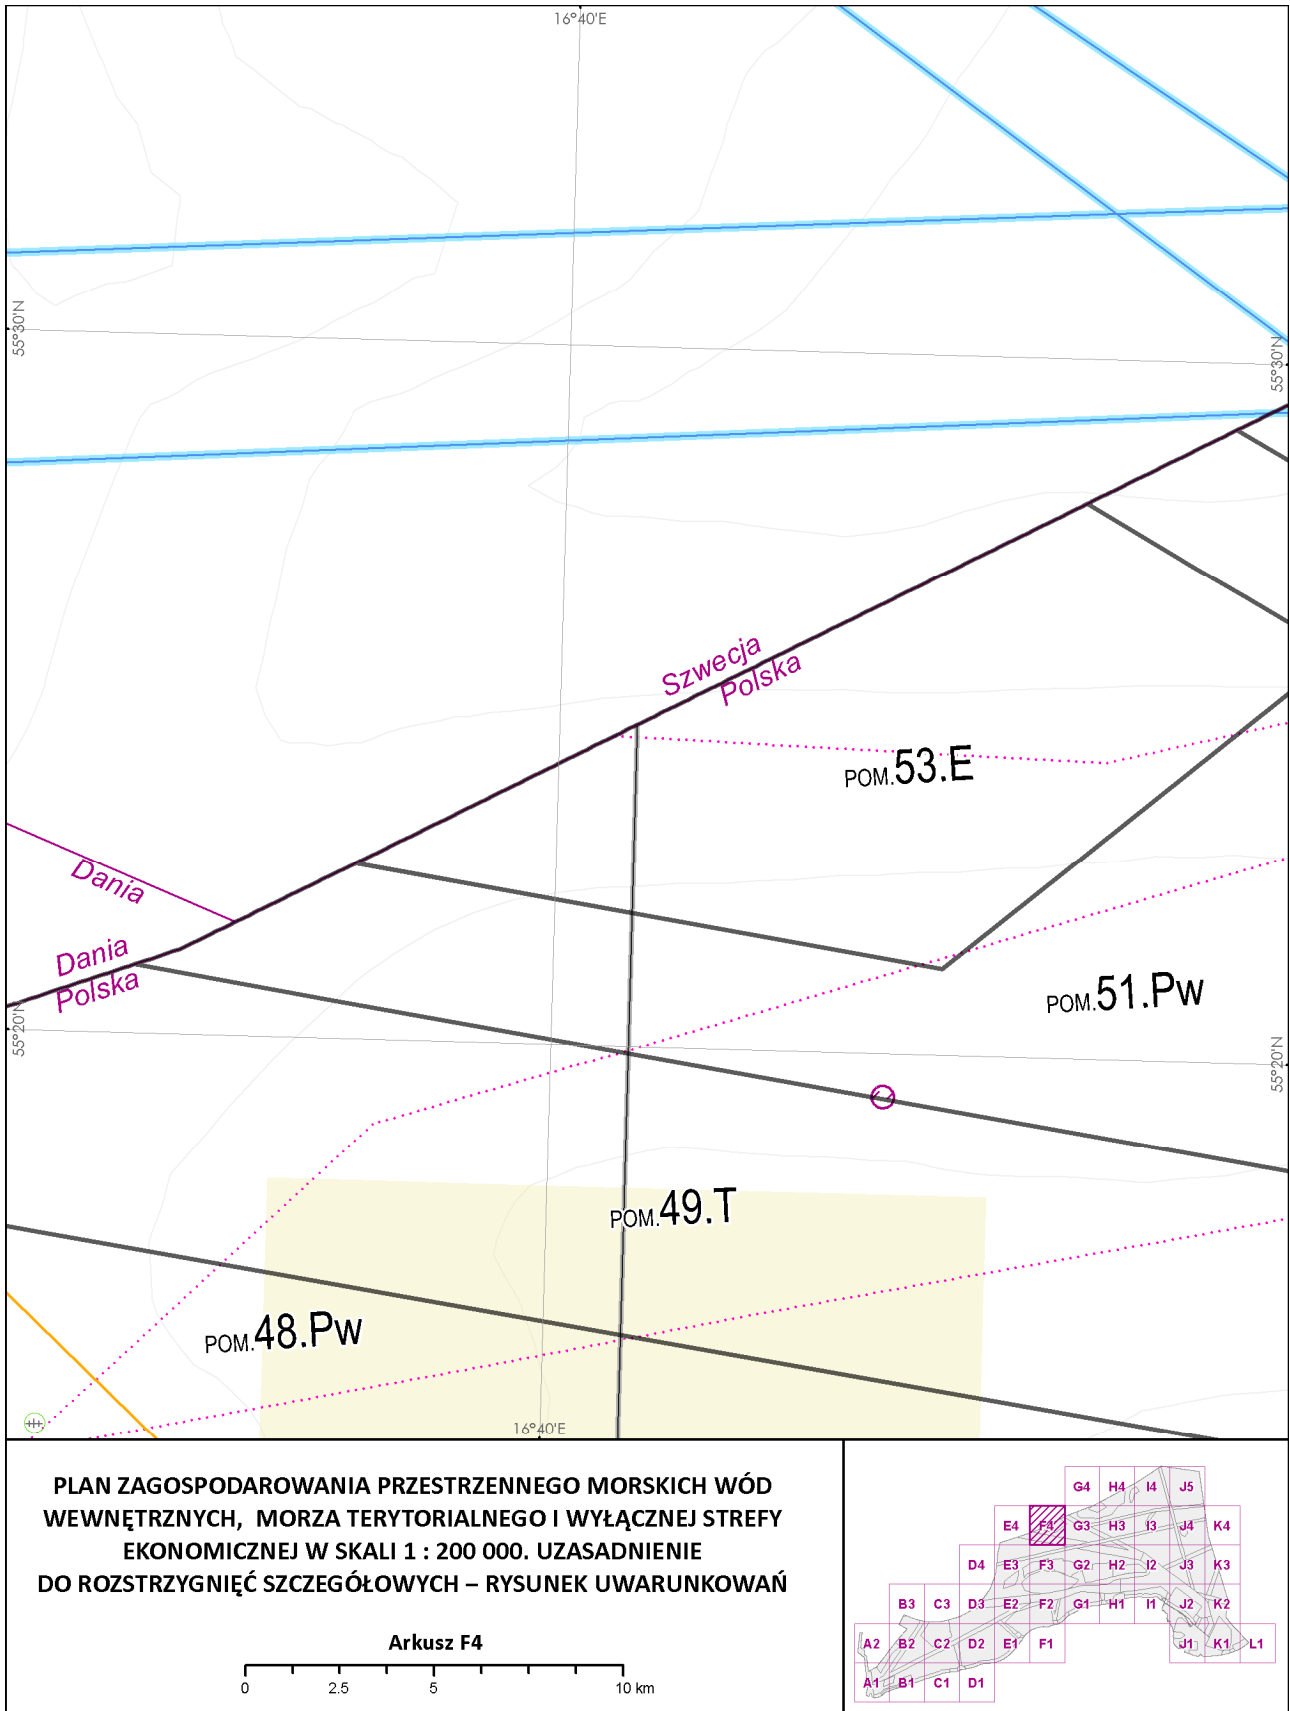 16°40'E
55°30'N
55°30'N
Szwecja
Polska
POM.53.E
Dania
Dania
Polska
POM.51.Pw
55°20'N
55°20'N
POM.49.T
POM.48.Pw
16°40'E
PLAN ZAGOSPODAROWANIA PRZESTRZENNEGO MORSKICH WÓD
WEWNĘTRZNYCH, MORZA TERYTORIALNEGO I WYŁĄCZNEJ STREFY
EKONOMICZNEJ W SKALI 1 : 200 000. UZASADNIENIE
DO ROZSTRZYGNIĘĆ SZCZEGÓŁOWYCH – RYSUNEK UWARUNKOWAŃ
Arkusz F4
0 2.5 5 10 km
G4 H4 I4 J5
E4 F4 G3 H3 I3 J4 K4
D4 E3 F3 G2 H2 I2 J3 K3
B3 C3 D3 E2 F2 G1 H1 I1 J2 K2
A2 B2 C2 D2 E1 F1 J1 K1 L1
A1 B1 C1 D1